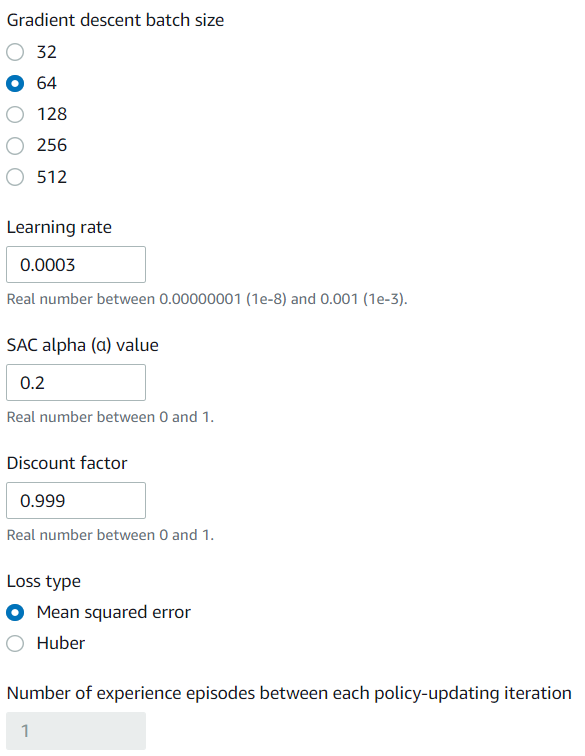 Gradient descent batch size
32
64
128
256
512
Learning rate
0.0003
Real number between 0.00000001 (1e-8) and 0.001 (1e-3).
SAC alpha (α) value
0.2
Real number between 0 and 1.
Discount factor
0.999
Real number between 0 and 1.
Loss type
Mean squared error
Huber
Number of experience episodes between each policy-updating iteration
1